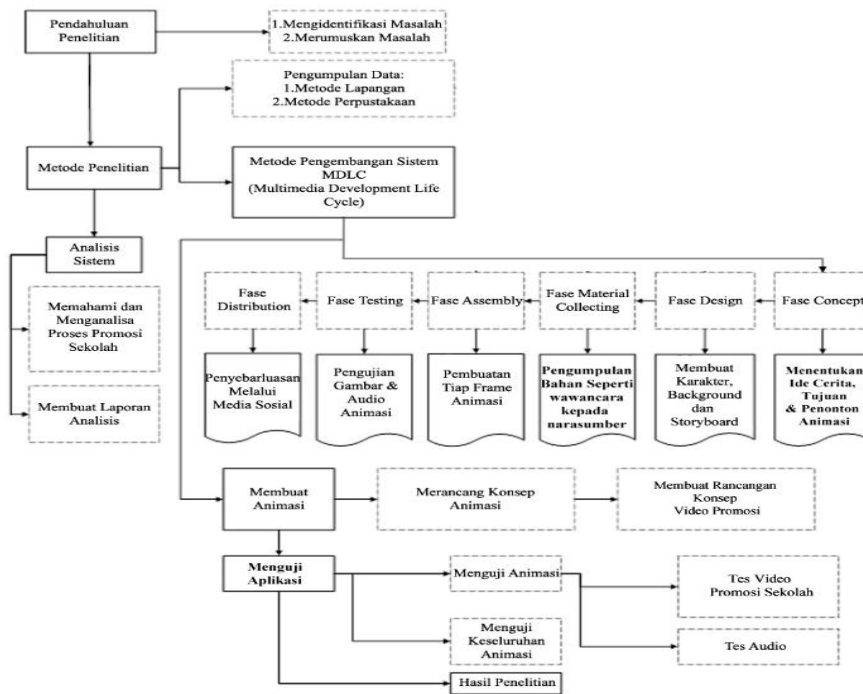 Pendahuluan
Penelitian
1.Mengidentifikasi Masalah
2.Merumuskan Masalah
Pengumpulan Data:
1.Metode Lapangan
2.Metode Perpustakaan
Metode Penelitian
Metode Pengembangan Sistem
MDLC
(Multimedia Development Life
Cycle)
Analisis
Sistem
Memahami dan
Menganalisa
Proses Promosi
Sekolah
Membuat Laporan
Analisis
Fase
Distribution
Fase Testing
Fase Assembly
Fase Material
Collecting
Fase Design
Fase Concept
Penyebarluasan
Melalui
Media Sosial
Pengujian
Gambar &
Audio
Animasi
Pembuatan
Tiap Frame
Animasi
Pengumpulan
Bahan Seperti
wawancara
kepada
narasumber
Membuat
Karakter,
Background
dan
Storyboard
Menentukan
Ide Cerita,
Tujuan
& Penonton
Animasi
Membuat
Animasi
Merancang Konsep
Animasi
Membuat Rancangan
Konsep
Video Promosi
Menguji
Aplikasi
Menguji Animasi
Tes Video
Promosi Sekolah
Menguji
Keseluruhan
Animasi
Tes Audio
Hasil Penelitian